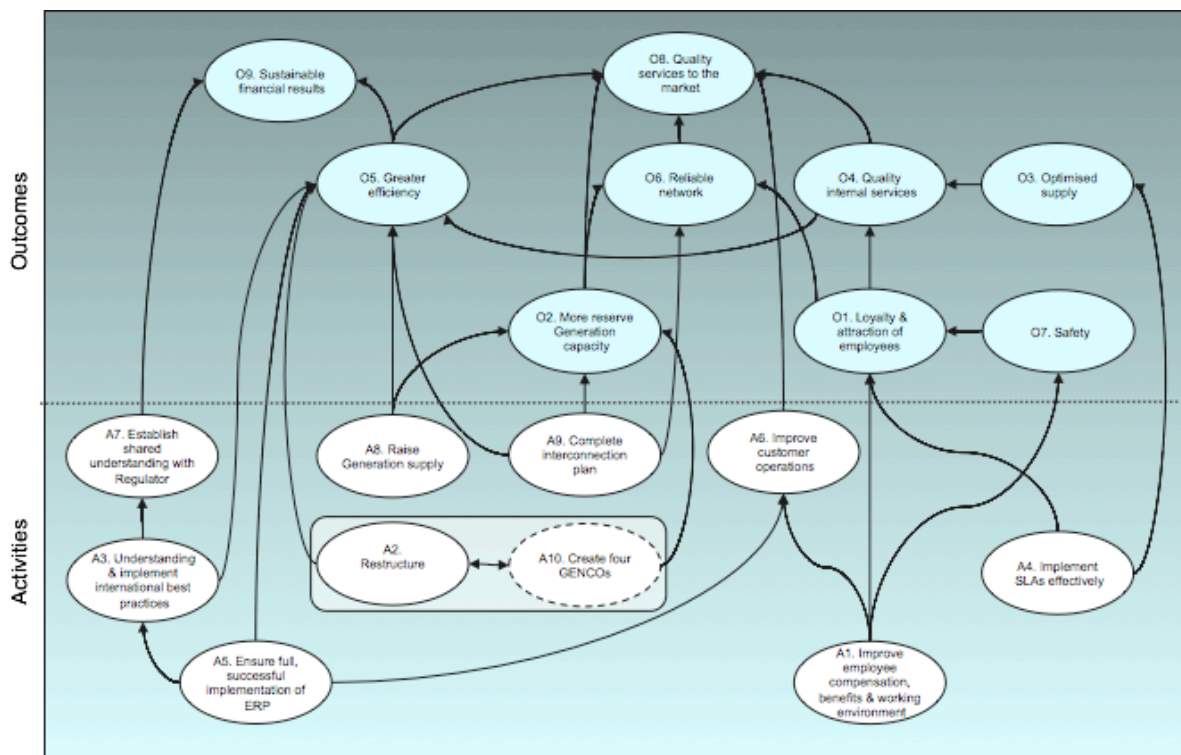 Outcomes
O9. Sustainable
financial results
O8. Quality
services to the
market
O5. Greater
efficiency
O6. Reliable
network
O4. Quality
internal services
O3. Optimised
supply
O2. More reserve
Generation
capacity
O1. Loyalty &
attraction of
employees
O7. Safety
Activities
A7. Establish
shared
understanding with
Regulator
A8. Raise
Generation supply
A9. Complete
interconnection
plan
A6. Improve
customer
operations
A3. Understanding
& implement
international best
practices
A2.
Restructure
A10. Create four
GENCOs
A4. Implement
SLAs effectively
A5. Ensure full,
successful
implementation of
ERP
A1. Improve
employee
compensation,
benefits & working
environment